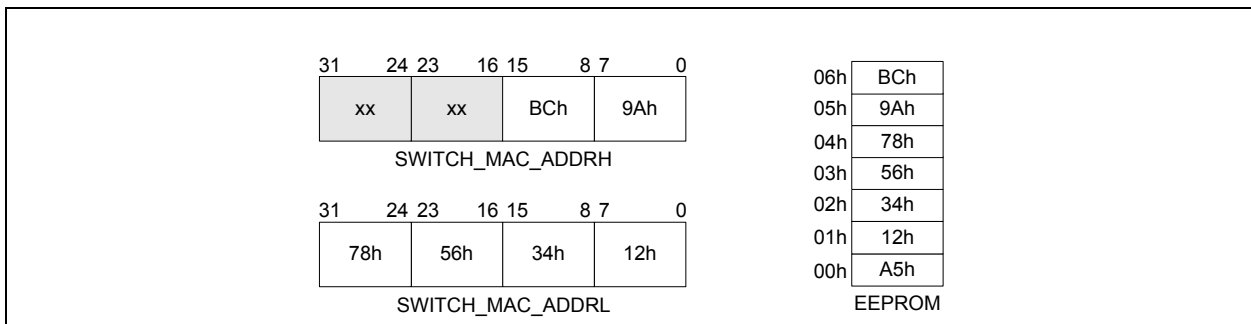 31 24 23 16 15 8 7 0
xx xx BCh 9Ah
SWITCH_MAC_ADDRH
31 24 23 16 15 8 7 0
78h 56h 34h 12h
SWITCH_MAC_ADDRL
06h BCh
05h 9Ah
04h 78h
03h 56h
02h 34h
01h 12h
00h A5h
EEPROM